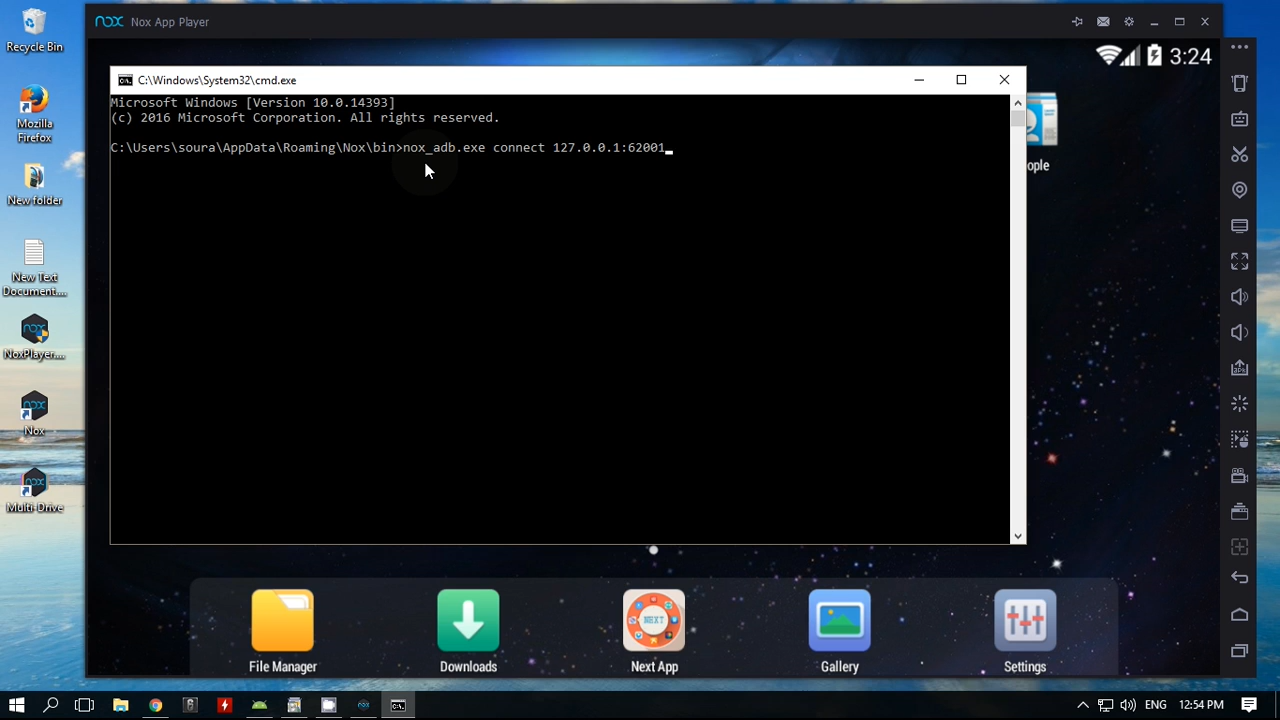 nox Nox App Player
Recycle Bin
Mozilla
Firefox
New folder
New Text
Document....
NoxPlayer....
Nox
Multi-Drive
3:24
C:\Windows\System32\cmd.exe
Microsoft Windows [Version 10.0.14393]
(c) 2016 Microsoft Corporation. All rights reserved.
C:\Users\soura\AppData\Roaming\Nox\bin>nox_adb.exe connect 127.0.0.1:62001_
ople
File Manager
Downloads
NEXT
Next App
Gallery
Settings
ENG
12:54 PM